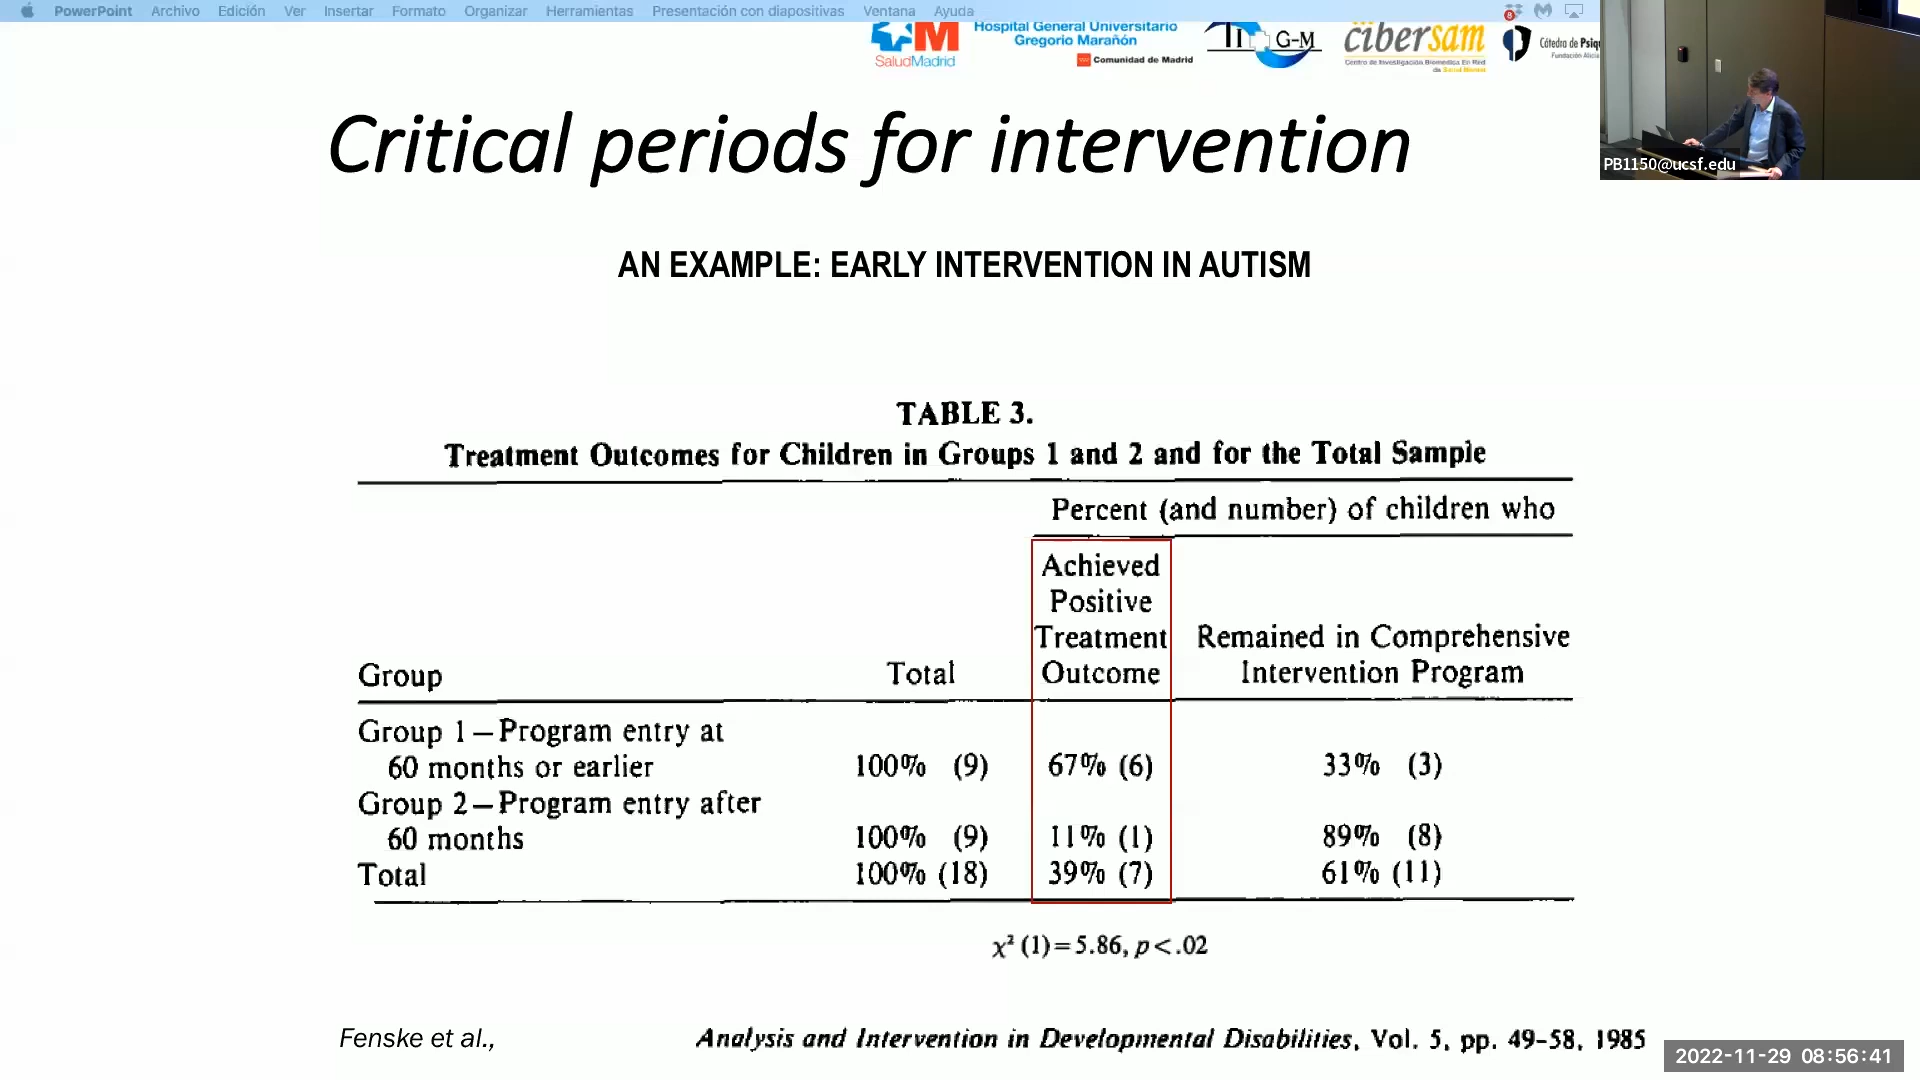 PowerPoint Archivo Edición Ver Insertar Formato Organizar Herramientas Presentación con diapositivas Ventana Ayuda
8
M
SaludMadrid
Hospital General Universitario
Gregorio Marañón
Comunidad de Madrid
G-M
cibersam
Centro de Investigación Biomédica En Red
de Salud Mental
Cátedra de Psiq
Fundación Alicia
PB1150@ucsf.edu
Critical periods for intervention
AN EXAMPLE: EARLY INTERVENTION IN AUTISM
TABLE 3.
Treatment Outcomes for Children in Groups 1 and 2 and for the Total Sample
Percent (and number) of children who
Achieved
Positive
Treatment Remained in Comprehensive
Group Total Outcome Intervention Program
Group 1—Program entry at
60 months or earlier 100% (9) 67% (6) 33% (3)
Group 2—Program entry after
60 months 100% (9) 11% (1) 89% (8)
Total 100% (18) 39% (7) 61% (11)
χ² (1)=5.86, p<.02
Fenske et al., Analysis and Intervention in Developmental Disabilities, Vol. 5, pp. 49-58, 1985
2022-11-29 08:56:41